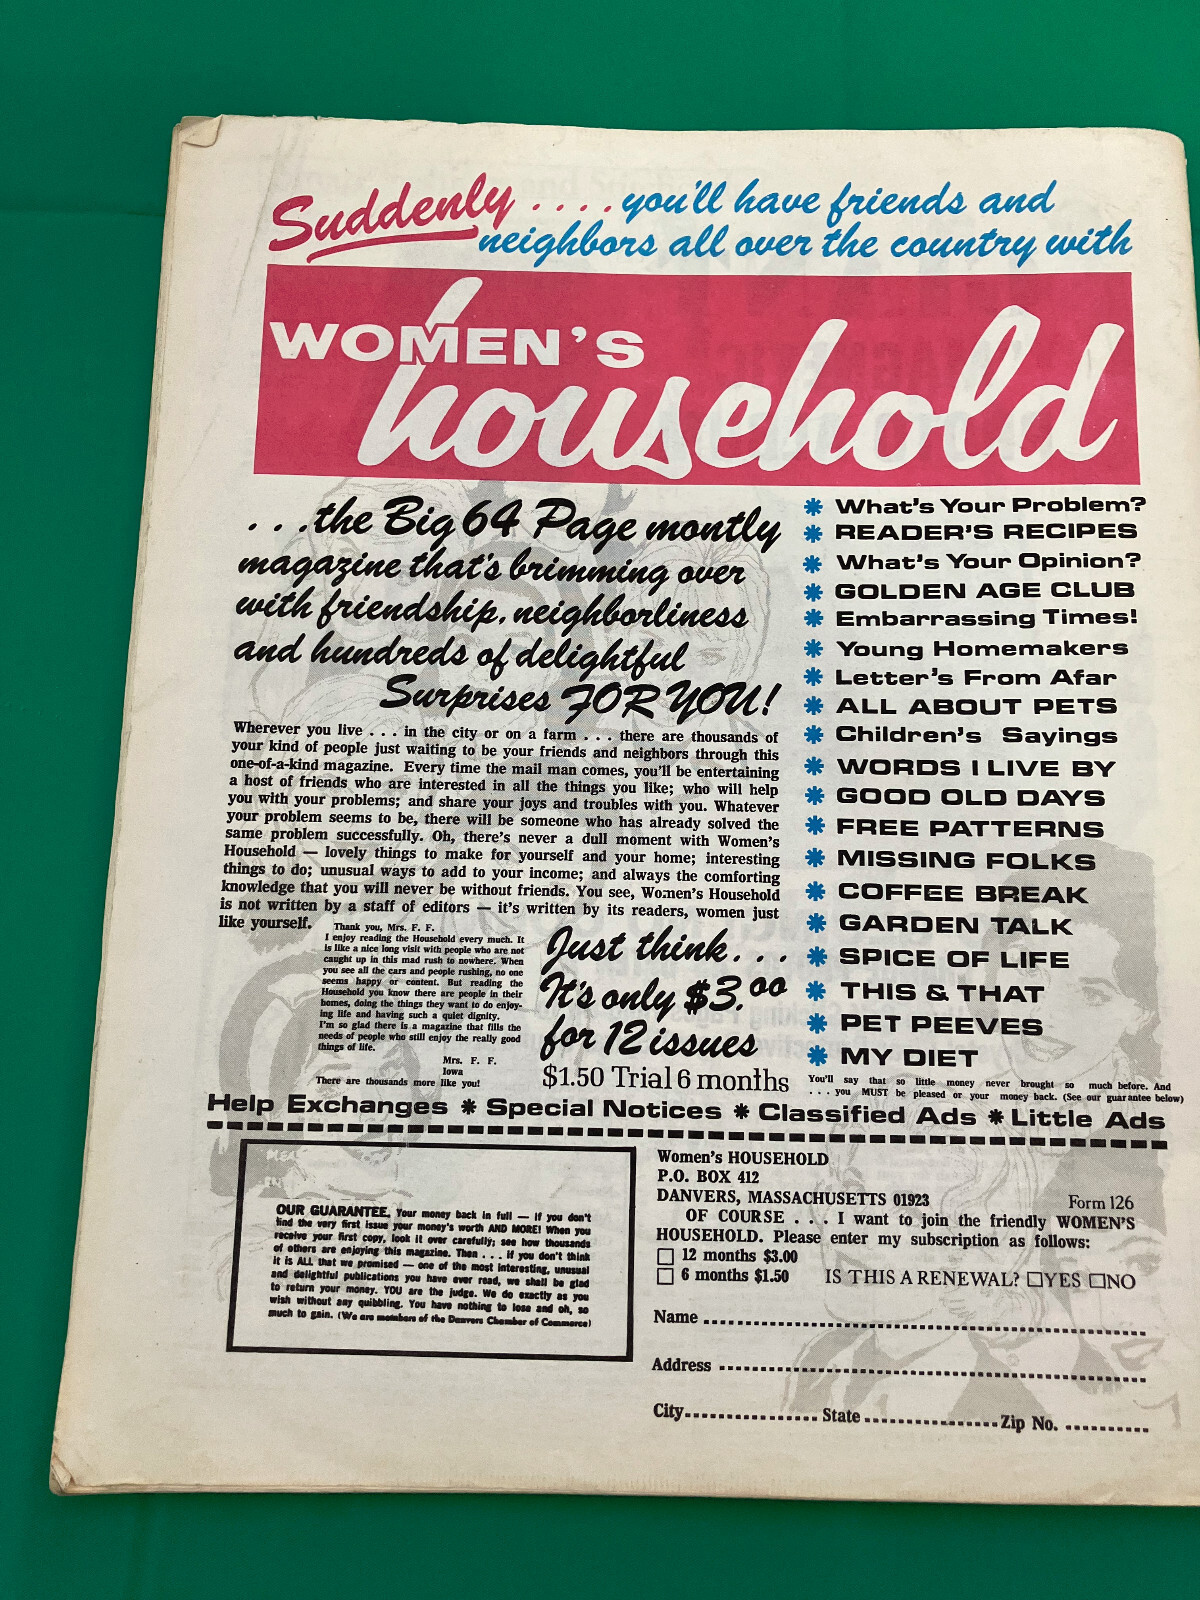 Suddenly . . . . you'll have friends and
neighbors all over the country with
WOMEN'S
household
. . .the Big 64 Page montly
magazine that's brimming over
with friendship, neighborliness
and hundreds of delightful
Surprises FOR YOU!
Wherever you live . . . in the city or on a farm . . . there are thousands of
your kind of people just waiting to be your friends and neighbors through this
one-of-a-kind magazine. Every time the mail man comes, you'll be entertaining
a host of friends who are interested in all the things you like; who will help
you with your problems; and share your joys and troubles with you. Whatever
your problem seems to be, there will be someone who has already solved the
same problem successfully. Oh, there's never a dull moment with Women's
Household — lovely things to make for yourself and your home; interesting
things to do; unusual ways to add to your income; and always the comforting
knowledge that you will never be without friends. You see, Women's Household
is not written by a staff of editors — it's written by its readers, women just
like yourself.
Thank you, Mrs. F. F.
I enjoy reading the Household every much. It
is like a nice long visit with people who are not
caught up in this mad rush to nowhere. When
you see all the cars and people rushing, no one
seems happy or content. But reading the
Household you know there are people in their
homes, doing the things they want to do enjoy-
ing life and having such a quiet dignity.
I'm so glad there is a magazine that fills the
needs of people who still enjoy the really good
things of life.
Mrs. F. F.
Iowa
There are thousands more like you!
Just think. . .
It's only $3.00
for 12 issues
$1.50 Trial 6 months
* What's Your Problem?
* READER'S RECIPES
* What's Your Opinion?
* GOLDEN AGE CLUB
* Embarrassing Times!
* Young Homemakers
* Letter's From Afar
* ALL ABOUT PETS
* Children's Sayings
* WORDS I LIVE BY
* GOOD OLD DAYS
* FREE PATTERNS
* MISSING FOLKS
* COFFEE BREAK
* GARDEN TALK
* SPICE OF LIFE
* THIS & THAT
* PET PEEVES
* MY DIET
You'll say that so little money never brought so much before. And
. . . you MUST be pleased or your money back. (See our guarantee below)
Help Exchanges * Special Notices * Classified Ads * Little Ads
OUR GUARANTEE. Your money back in full — if you don't
find the very first issue your money's worth AND MORE! When you
receive your first copy, look it over carefully; see how thousands
of others are enjoying this magazine. Then . . . if you don't think
it is ALL that we promised — one of the most interesting, unusual
and delightful publications you have ever read, we shall be glad
to return your money. YOU are the judge. We do exactly as you
wish without any quibbling. You have nothing to lose and oh, so
much to gain. (We are members of the Danvers Chamber of Commerce)
Women's HOUSEHOLD
P.O. BOX 412
DANVERS, MASSACHUSETTS 01923 Form 126
OF COURSE . . . I want to join the friendly WOMEN'S
HOUSEHOLD. Please enter my subscription as follows:
12 months $3.00
6 months $1.50 IS THIS A RENEWAL? YES NO
Name
Address
City State Zip No.